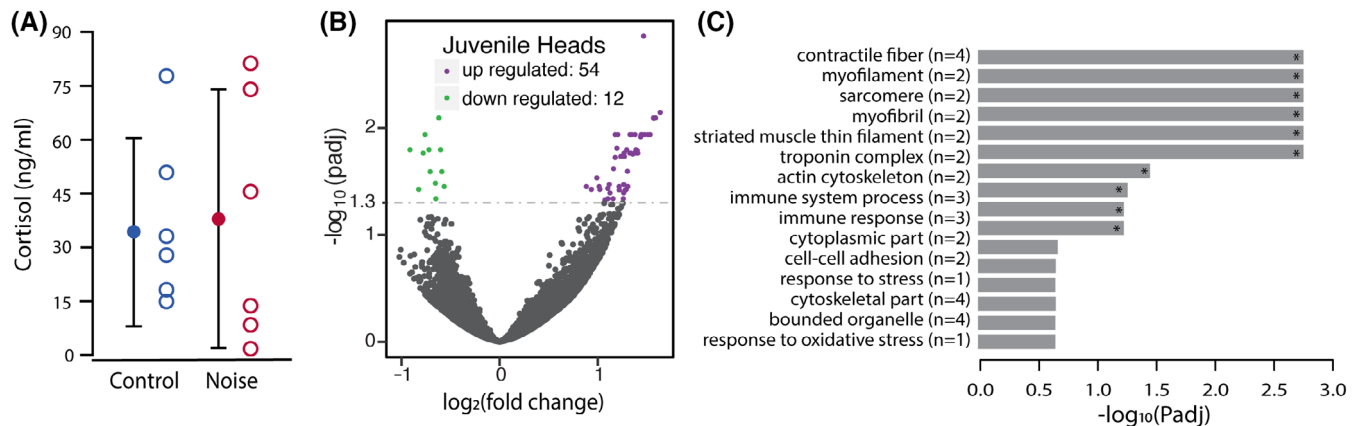 (A)
90
75
60
45
30
15
0
Cortisol (ng/ml)
Control
Noise
(B)
Juvenile Heads
up regulated: 54
down regulated: 12
2
1.3
1
0
-log10 (padj)
−1
0
1
log2(fold change)
(C)
contractile fiber (n=4)
myofilament (n=2)
sarcomere (n=2)
myofibril (n=2)
striated muscle thin filament (n=2)
troponin complex (n=2)
actin cytoskeleton (n=2)
immune system process (n=3)
immune response (n=3)
cytoplasmic part (n=2)
cell-cell adhesion (n=2)
response to stress (n=1)
cytoskeletal part (n=4)
bounded organelle (n=4)
response to oxidative stress (n=1)
*
*
*
*
*
*
*
*
*
*
0.0 0.5 1.0 1.5 2.0 2.5 3.0
-log10(Padj)